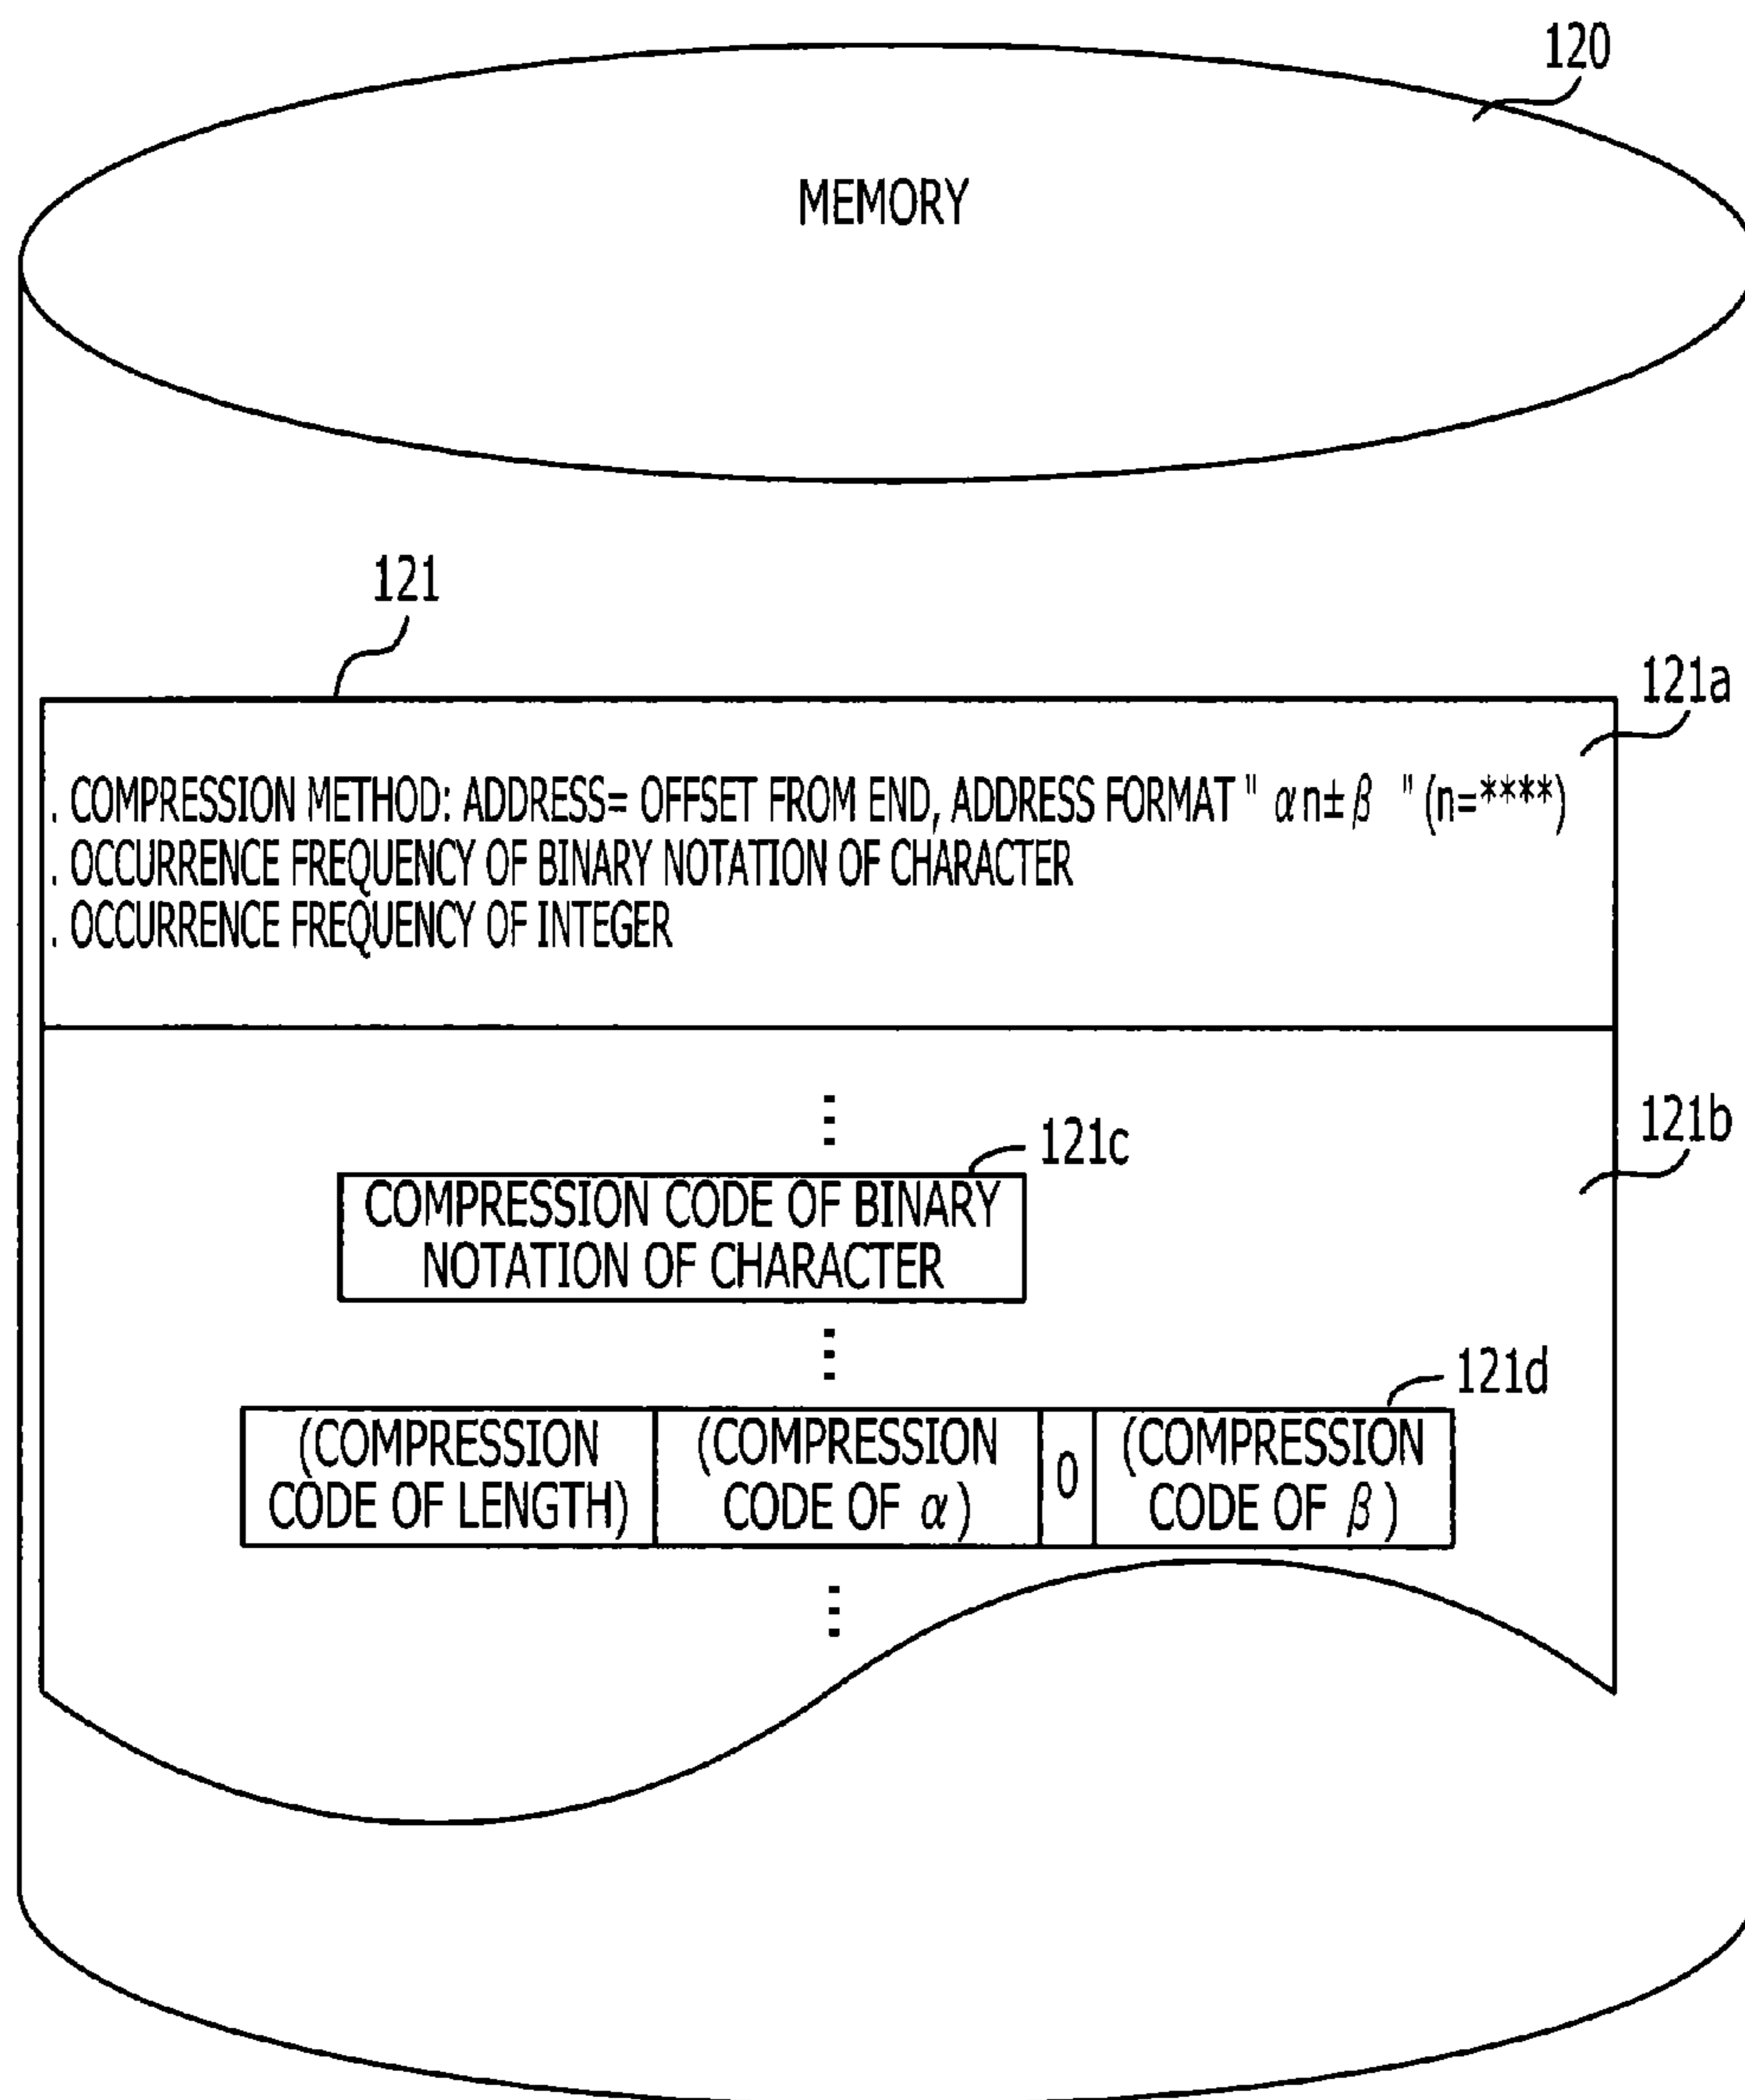 120
MEMORY
121
121a
. COMPRESSION METHOD: ADDRESS= OFFSET FROM END, ADDRESS FORMAT " αn±β " (n=****)
. OCCURRENCE FREQUENCY OF BINARY NOTATION OF CHARACTER
. OCCURRENCE FREQUENCY OF INTEGER
121b
121c
COMPRESSION CODE OF BINARY
NOTATION OF CHARACTER
121d
(COMPRESSION
CODE OF LENGTH)
(COMPRESSION
CODE OF α)
0
(COMPRESSION
CODE OF β)